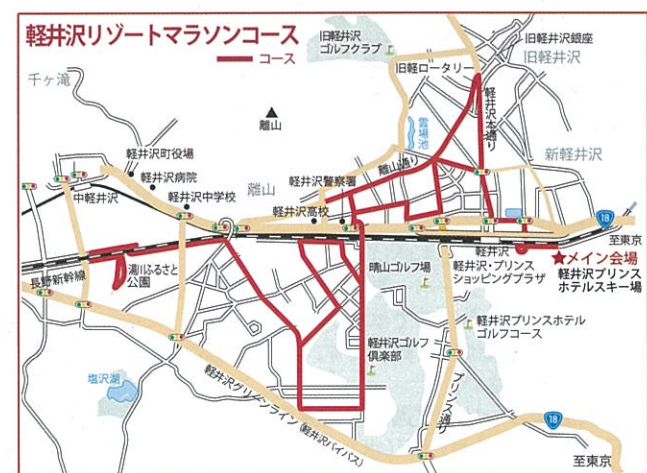 軽井沢リゾートマラソンコース
コース
旧軽井沢
ゴルフクラブ
旧軽井沢銀座
旧軽井沢
旧軽ロータリー
千ヶ滝
離山
雲場池
軽井沢本通り
離山通り
新軽井沢
軽井沢町役場
軽井沢病院
軽井沢中学校
離山
軽井沢警察署
軽井沢高校
中軽井沢
18
至東京
軽井沢
★メイン会場
軽井沢プリンス
ホテルスキー場
長野新幹線
湯川ふるさと
公園
晴山ゴルフ場
軽井沢・プリンス
ショッピングプラザ
軽井沢ゴルフ
倶楽部
軽井沢プリンスホテル
ゴルフコース
塩沢湖
軽井沢グリーンライン(軽井沢バイパス)
プリンス通り
18
至東京